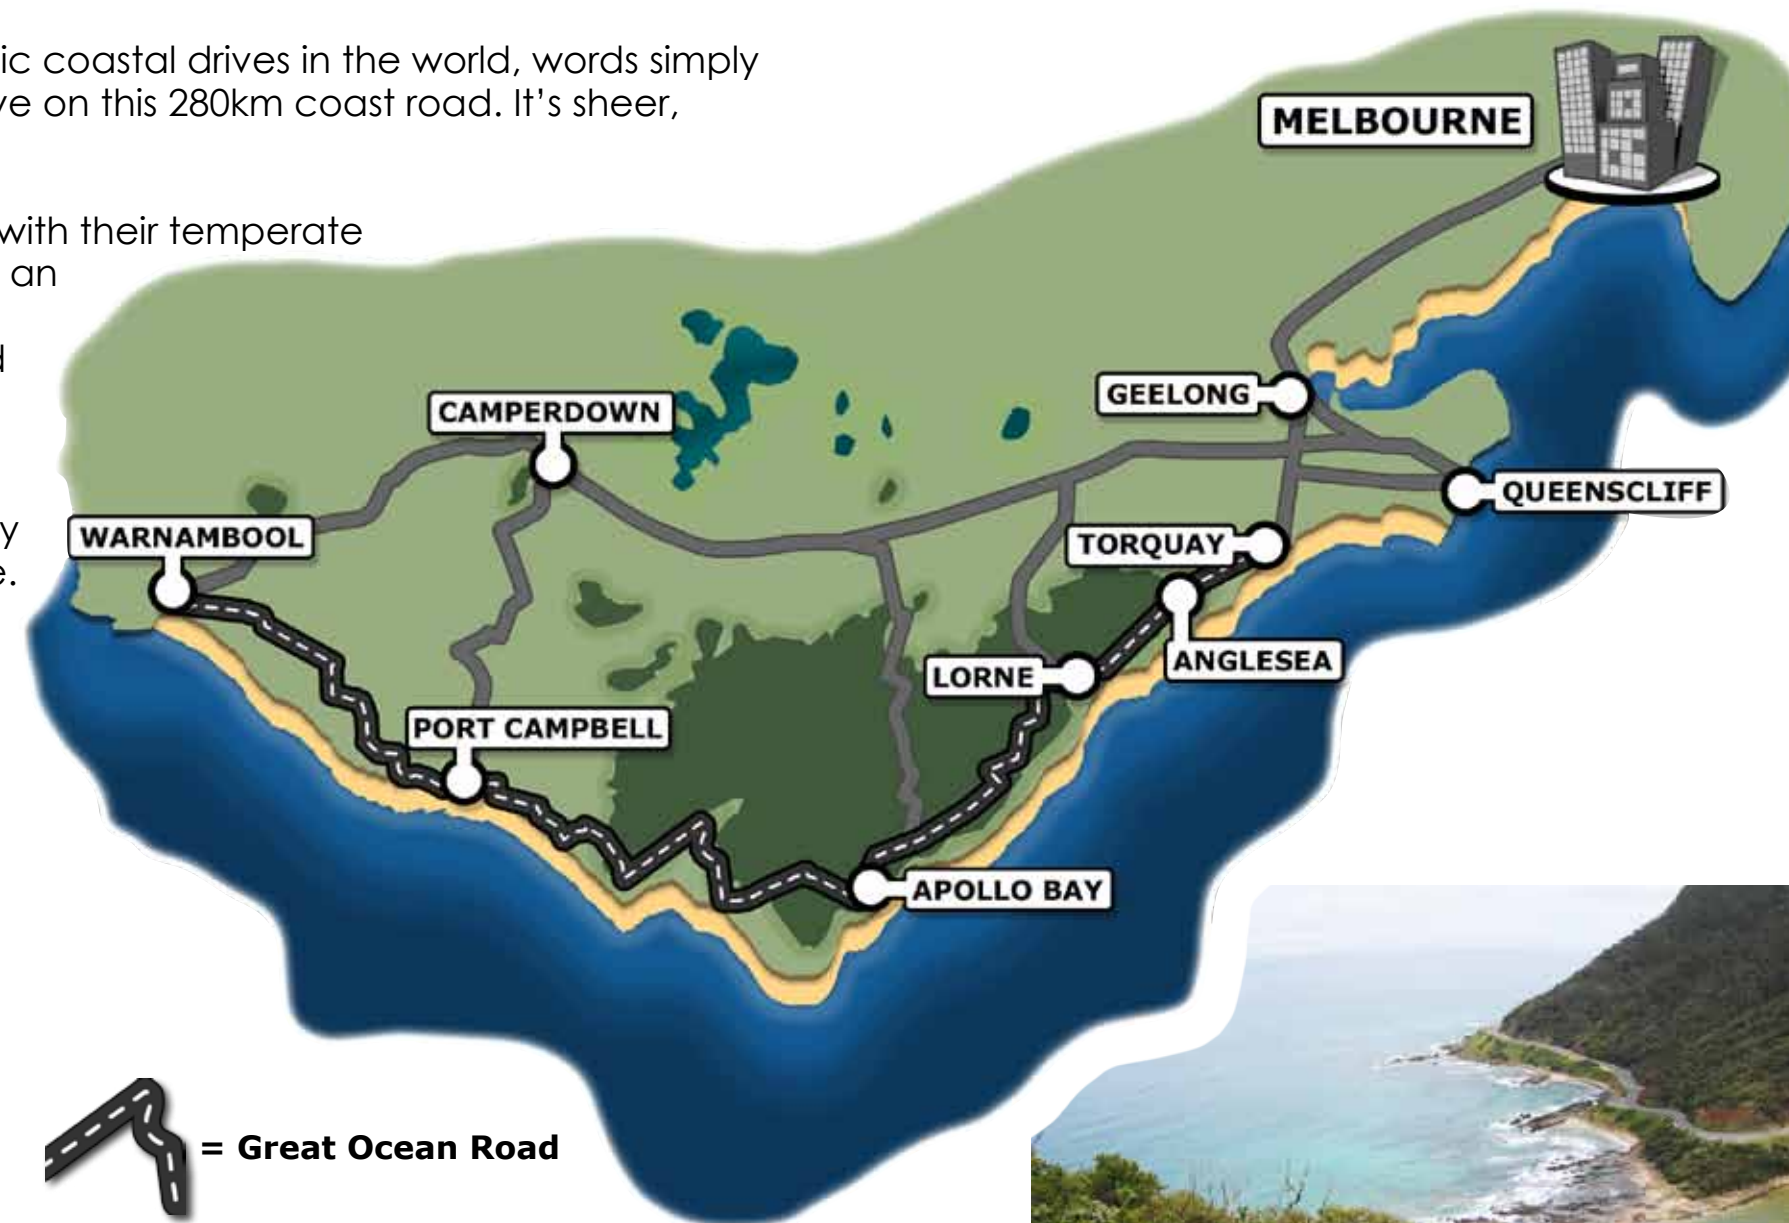 ic coastal drives in the world, words simply
ve on this 280km coast road. It's sheer,
with their temperate
an
d
y
e.
MELBOURNE
GEELONG
CAMPERDOWN
QUEENSCLIFF
WARNAMBOOL
TORQUAY
ANGLESEA
LORNE
PORT CAMPBELL
APOLLO BAY
= Great Ocean Road